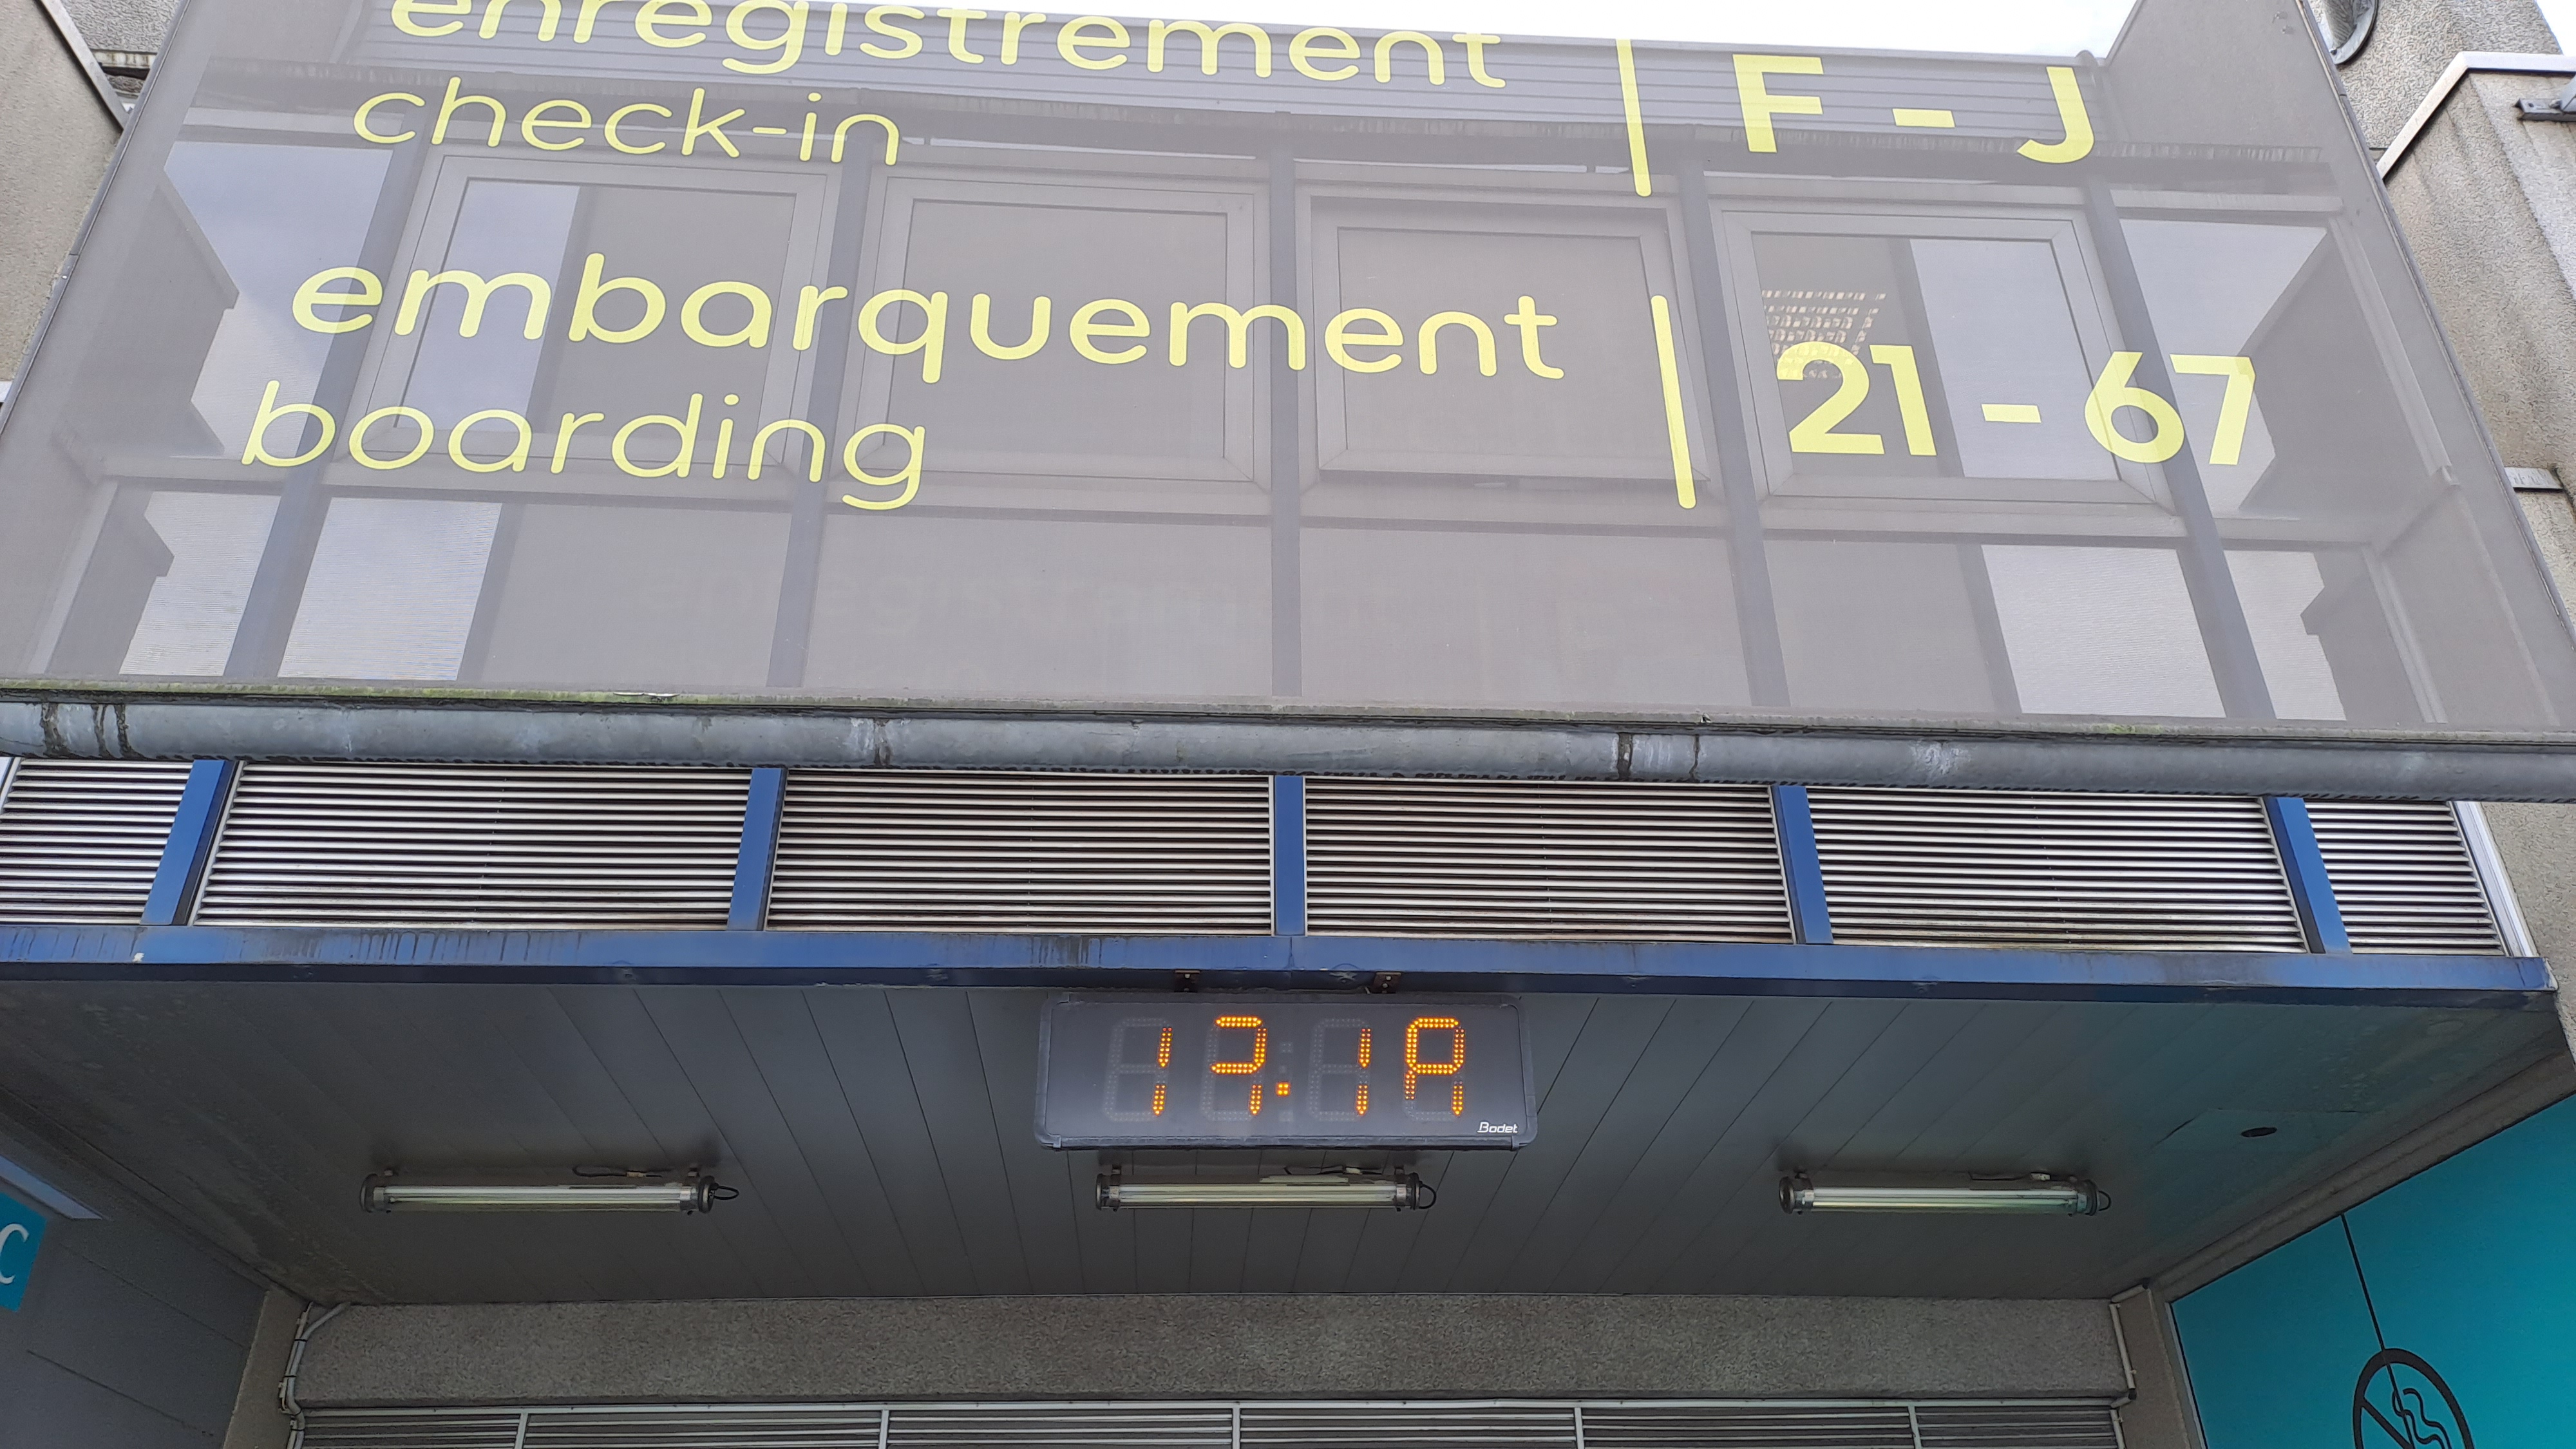 enregistrement | F - J
check-in
embarquement | 21 - 67
boarding
Bodet
C